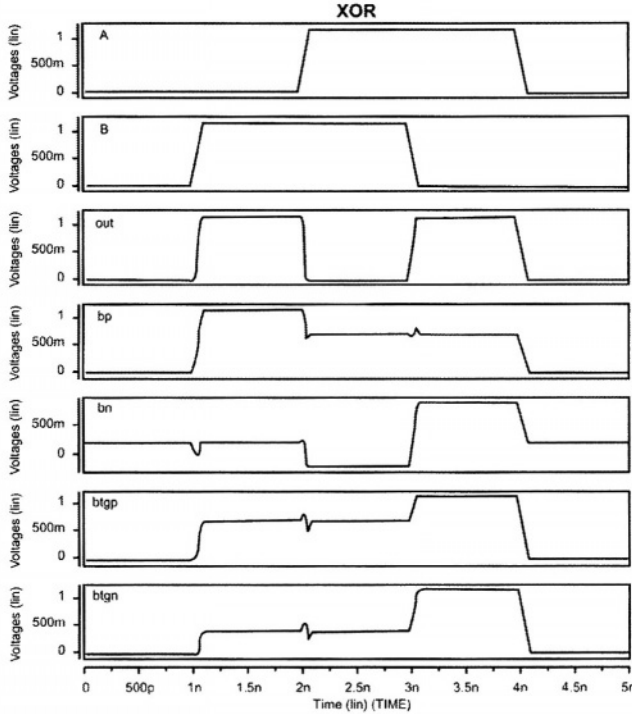 XOR
Voltages (lin)
1
500m
0
A
Voltages (lin)
1
500m
0
B
Voltages (lin)
1
500m
0
out
Voltages (lin)
1
500m
0
bp
Voltages (lin)
500m
0
bn
Voltages (lin)
1
500m
0
btgp
Voltages (lin)
1
500m
0
btgn
0 500p 1n 1.5n 2n 2.5n 3n 3.5n 4n 4.5n 5n
Time (lin) (TIME)